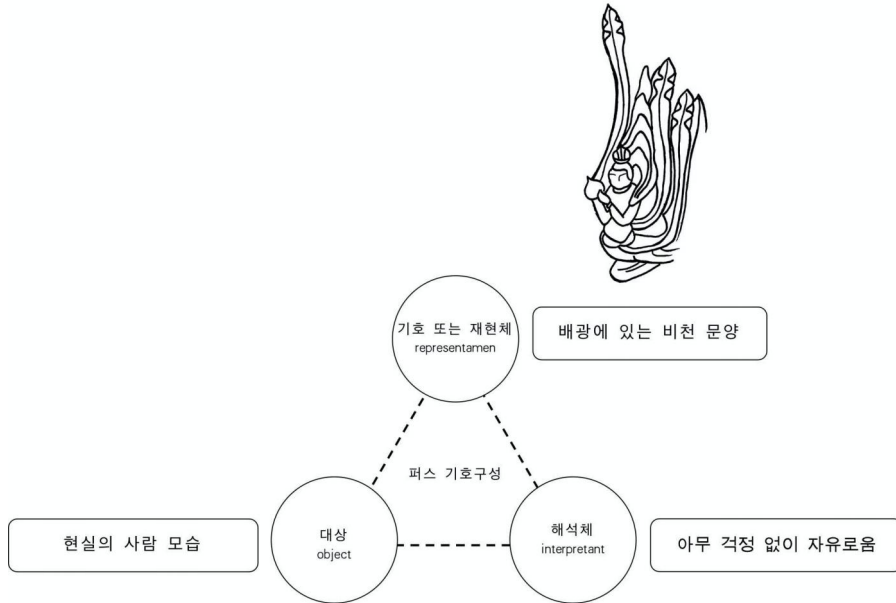 기호 또는 재현체
representamen
배광에 있는 비천 문양
퍼스 기호구성
현실의 사람 모습
대상
object
해석체
interpretant
아무 걱정 없이 자유로움